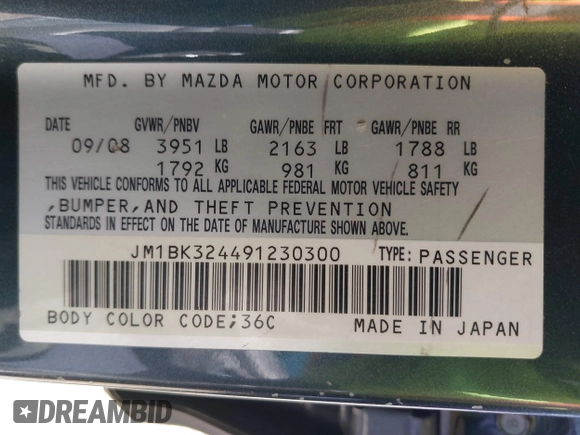 MFD. BY MAZDA MOTOR CORPORATION
DATE GVWR/PNBV GAWR/PNBE FRT GAWR/PNBE RR
09/08 3951 LB 2163 LB 1788 LB
1792 KG 981 KG 811 KG
THIS VEHICLE CONFORMS TO ALL APPLICABLE FEDERAL MOTOR VEHICLE SAFETY
,BUMPER,AND THEFT PREVENTION
STANDARDS IN EFFECT ON THE DATE OF MANUFACTURE SHOWN ABOVE.
JM1BK324491230300 TYPE: PASSENGER
BODY COLOR CODE;36C MADE IN JAPAN
DREAMBID